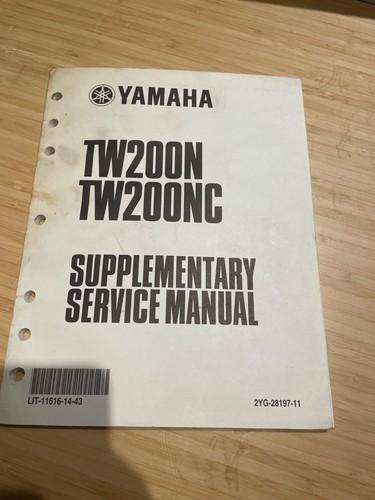 YAMAHA
TW200N
TW200NC
SUPPLEMENTARY
SERVICE MANUAL
LIT-11616-14-43
2YG-28197-11